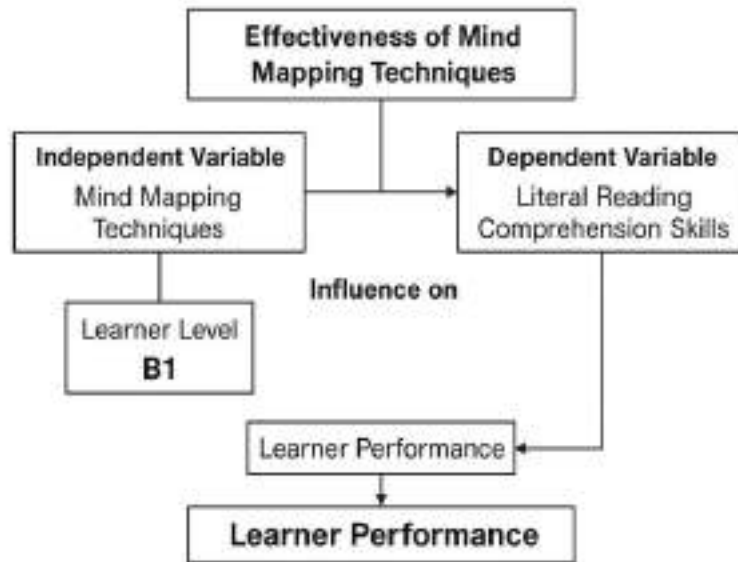 Effectiveness of Mind
Mapping Techniques
Independent Variable
Mind Mapping
Techniques
Dependent Variable
Literal Reading
Comprehension Skills
Influence on
Learner Level
B1
Learner Performance
Learner Performance